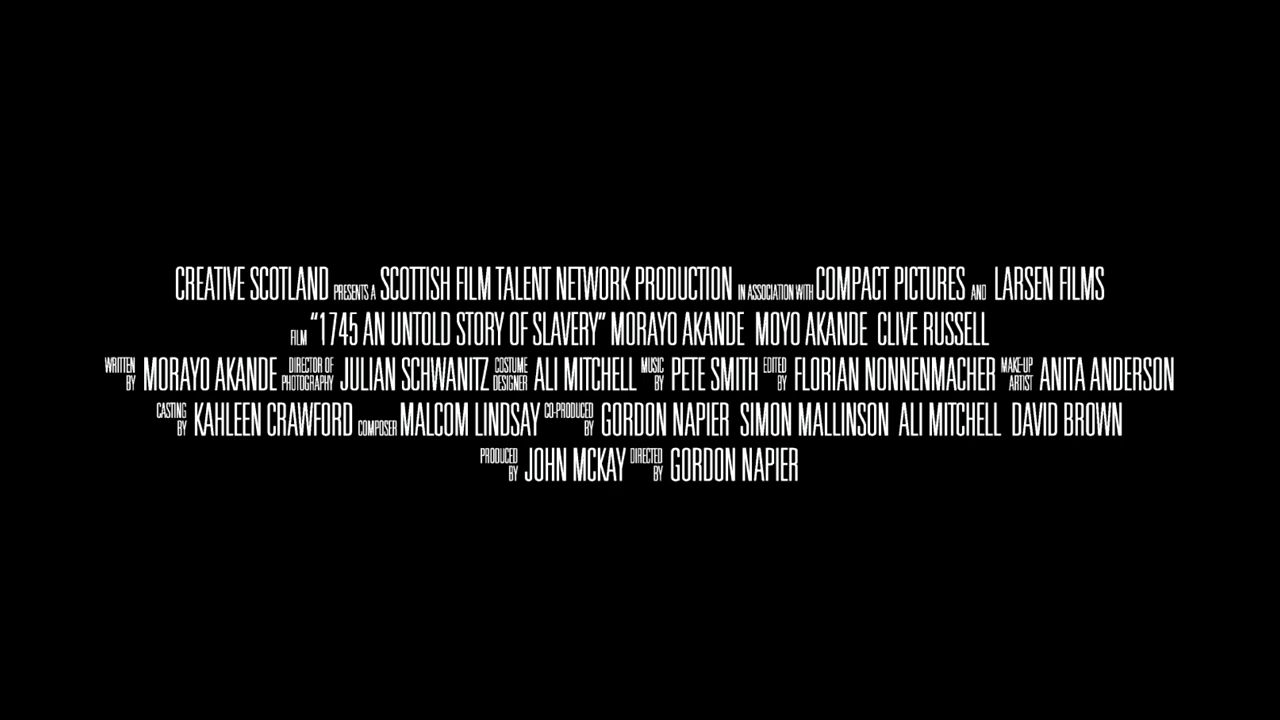 CREATIVE SCOTLAND PRESENTS A SCOTTISH FILM TALENT NETWORK PRODUCTION IN ASSOCIATION WITH COMPACT PICTURES AND LARSEN FILMS
FILM "1745 AN UNTOLD STORY OF SLAVERY" MORAYO AKANDE MOYO AKANDE CLIVE RUSSELL
WRITTEN BY MORAYO AKANDE DIRECTOR OF PHOTOGRAPHY JULIAN SCHWANITZ COSTUME DESIGNER ALI MITCHELL MUSIC BY PETE SMITH EDITED BY FLORIAN NONNENMACHER MAKE-UP ARTIST ANITA ANDERSON
CASTING BY KAHLEEN CRAWFORD COMPOSER MALCOM LINDSAY CO-PRODUCED BY GORDON NAPIER SIMON MALLINSON ALI MITCHELL DAVID BROWN
PRODUCED BY JOHN MCKAY DIRECTED BY GORDON NAPIER